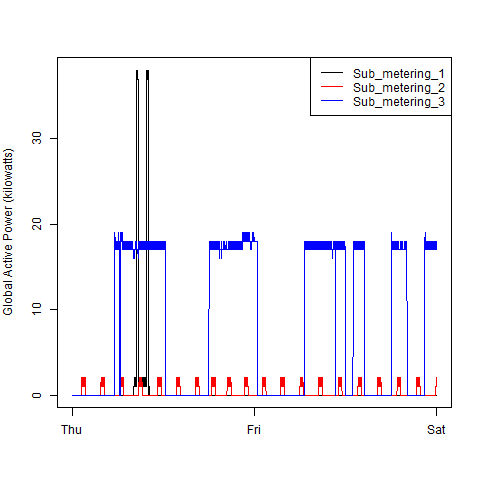 Sub_metering_1
Sub_metering_2
Sub_metering_3
Global Active Power (kilowatts)
30
20
10
0
Thu Fri Sat